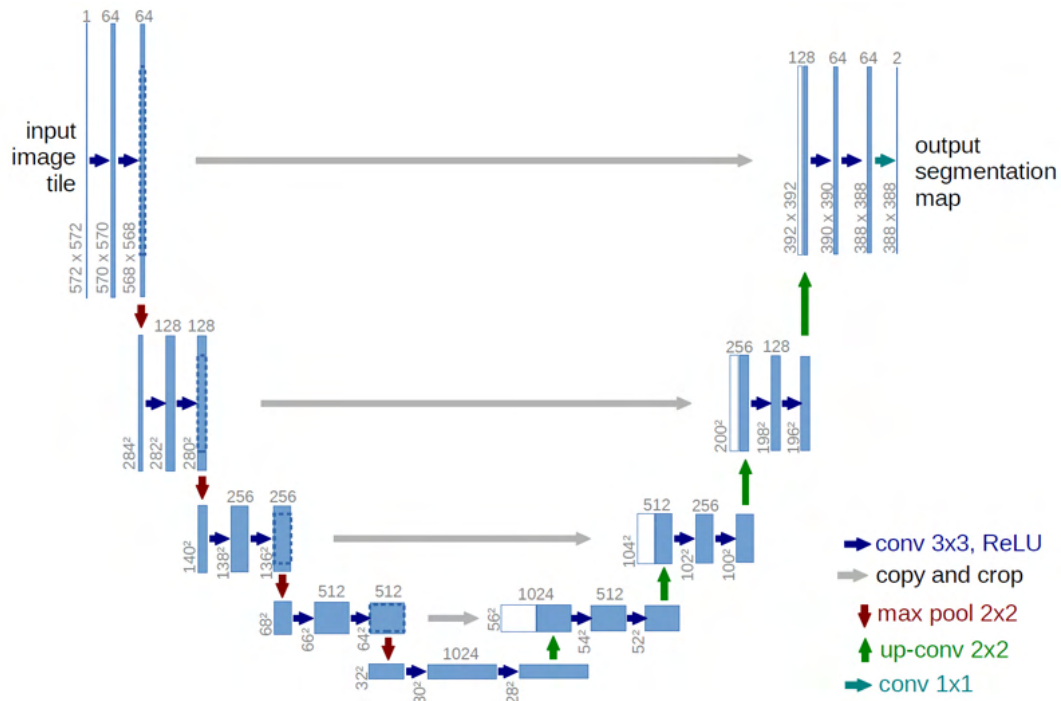 1 64 64
128 64 64 2
input
image
tile
output
segmentation
map
572 x 572
570 x 570
568 x 568
392 x 392
390 x 390
388 x 388
388 x 388
128 128
256 128
284²
282²
280²
200²
198²
196²
256 256
512 256
140²
138²
136²
104²
102²
100²
512 512
1024 512
68²
66²
64²
56²
54²
52²
1024
32²
30²
28²
conv 3x3, ReLU
copy and crop
max pool 2x2
up-conv 2x2
conv 1x1